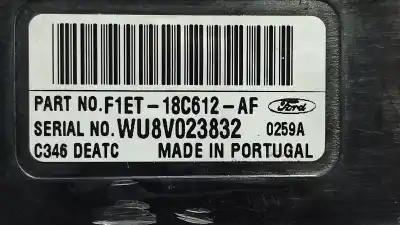 PART NO. F1ET-18C612-AF Ford
SERIAL NO. WU8V023832 0259A
C346 DEATC MADE IN PORTUGAL